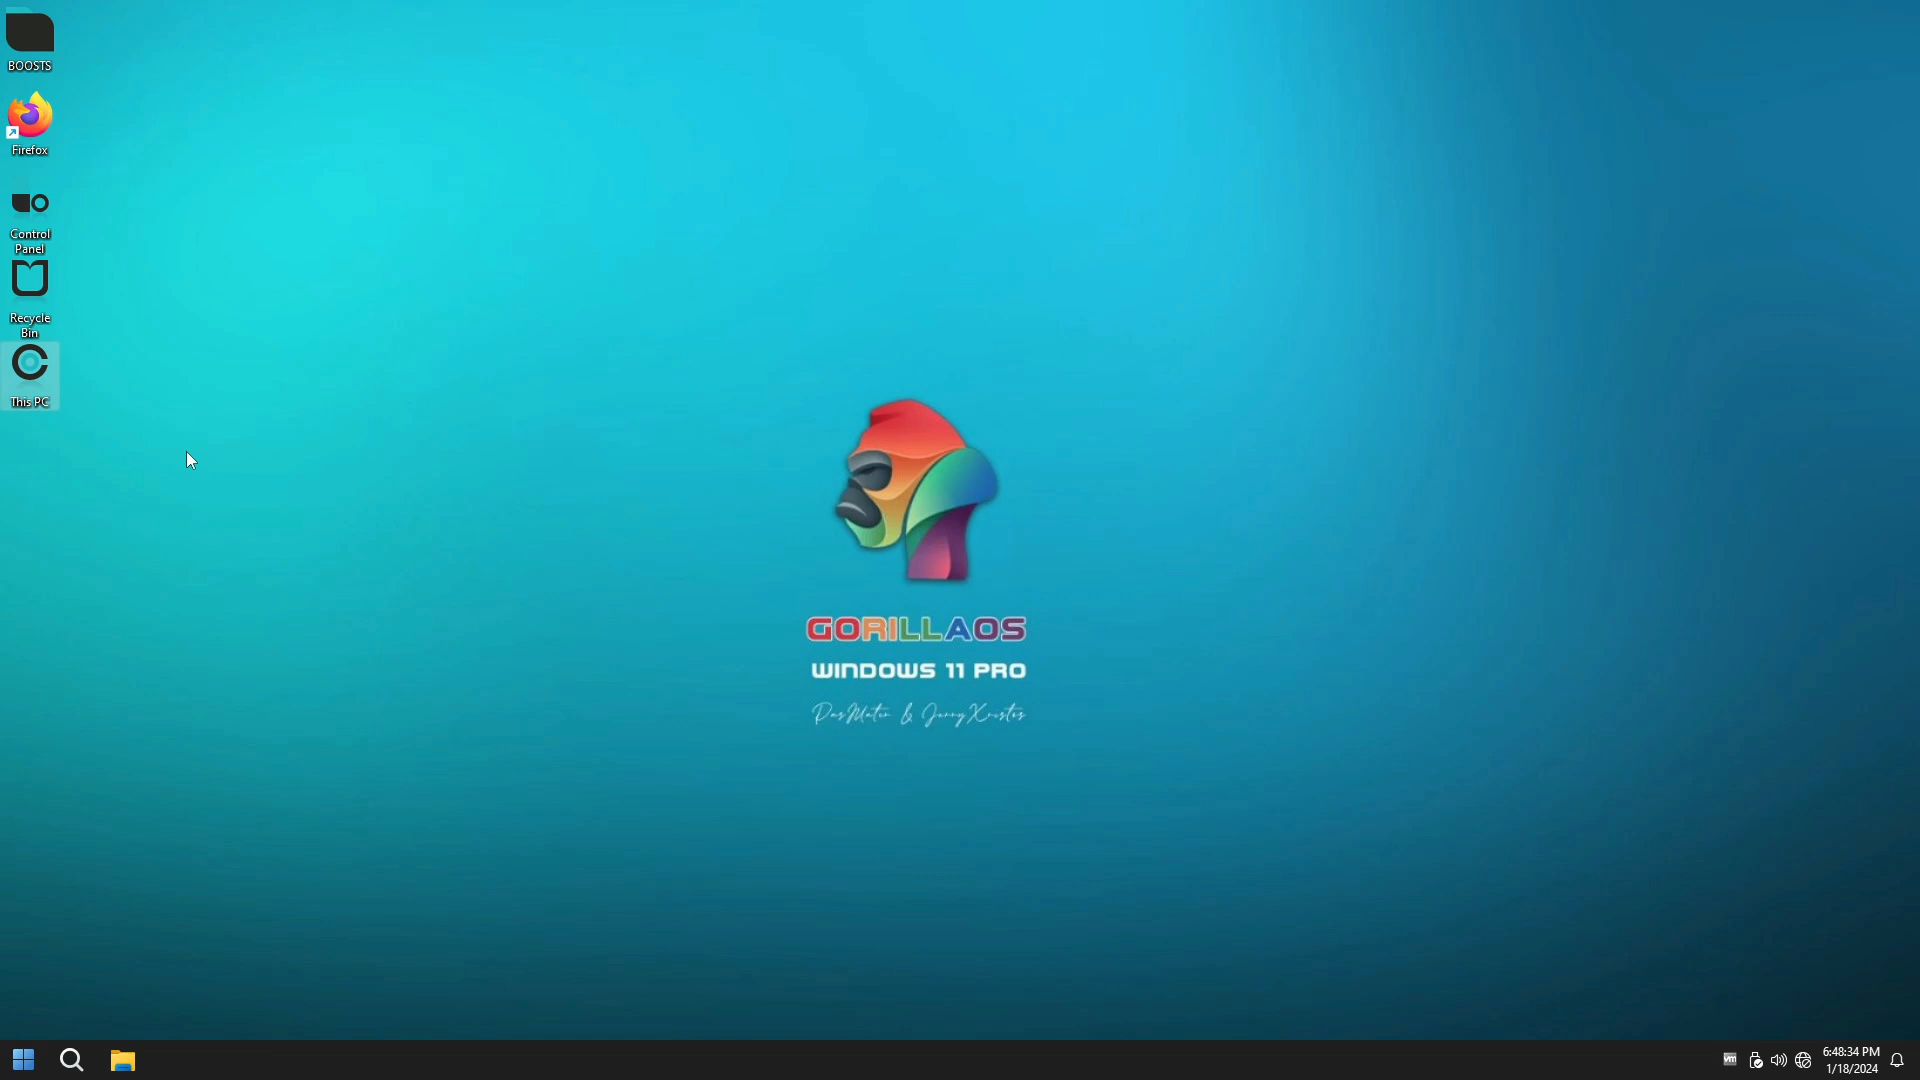 BOOSTS
Firefox
Control
Panel
Recycle
Bin
This PC
GORILLAOS
WINDOWS 11 PRO
vm
6:48:34 PM
1/18/2024